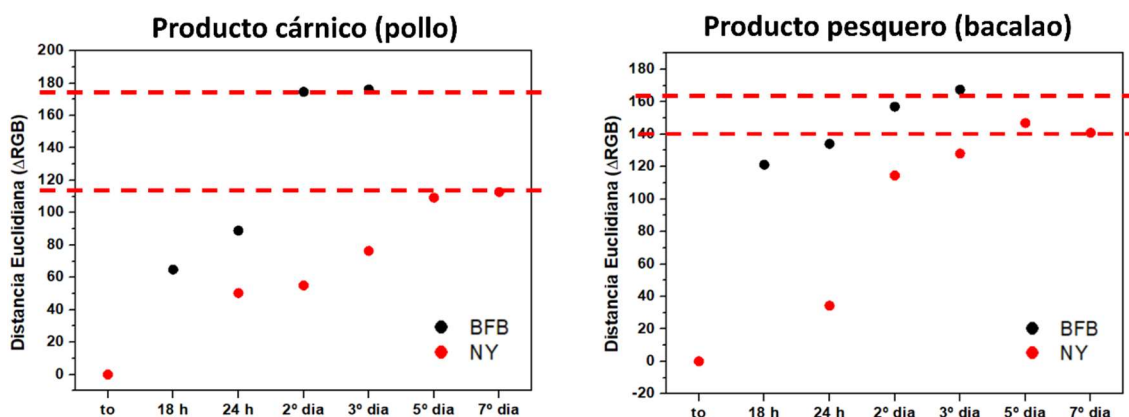 Producto cárnico (pollo)
Distancia Euclidiana (ΔRGB)
200
180
160
140
120
100
80
60
40
20
0
BFB
NY
to 18 h 24 h 2º dia 3º dia 5º dia 7º dia
Producto pesquero (bacalao)
Distancia Euclidiana (ΔRGB)
180
160
140
120
100
80
60
40
20
0
-20
BFB
NY
to 18 h 24 h 2º dia 3º dia 5º dia 7º dia